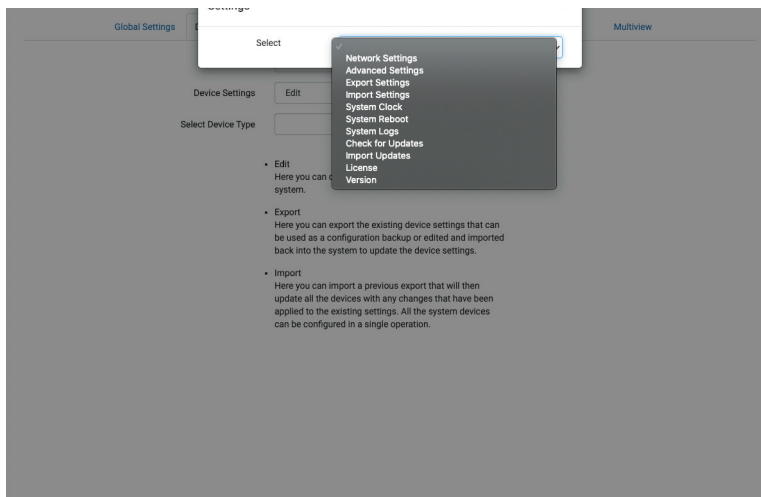 Settings
Global Settings
Multiview
Select
Network Settings
Advanced Settings
Export Settings
Import Settings
System Clock
System Reboot
System Logs
Check for Updates
Import Updates
License
Version
Device Settings
Edit
Select Device Type
Edit
Here you can
system.
Export
Here you can export the existing device settings that can
be used as a configuration backup or edited and imported
back into the system to update the device settings.
Import
Here you can import a previous export that will then
update all the devices with any changes that have been
applied to the existing settings. All the system devices
can be configured in a single operation.